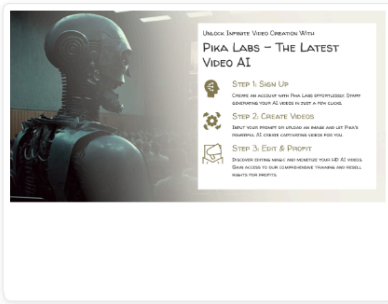 Unlock Infinite Video Creation With
Pika Labs – The Latest
Video AI
Step 1: Sign Up
Create an account with Pika Labs effortlessly. Start
generating your AI videos in just a few clicks.
Step 2: Create Videos
Input your prompt or upload an image and let Pika's
powerful AI create captivating videos for you.
Step 3: Edit & Profit
Discover editing magic and monetize your HD AI videos.
Gain access to our comprehensive training and resell
rights for profits.